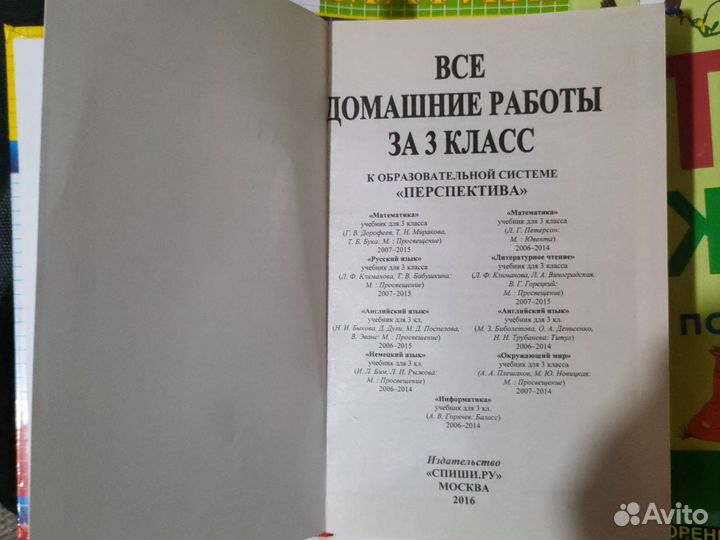 ВСЕ
ДОМАШНИЕ РАБОТЫ
ЗА 3 КЛАСС
К ОБРАЗОВАТЕЛЬНОЙ СИСТЕМЕ
«ПЕРСПЕКТИВА»
«Математика»
учебник для 3 класса
(Г. В. Дорофеев, Т. Н. Миракова,
Т. Б. Бука: М. : Просвещение)
2007–2015
«Математика»
учебник для 3 класса
(Л. Г. Петерсон:
М. : Ювента)
2006–2014
«Русский язык»
учебник для 3 класса
(Л. Ф. Климанова, Т. В. Бабушкина:
М. : Просвещение)
2007–2015
«Литературное чтение»
учебник для 3 класса
(Л. Ф. Климанова, Л. А. Виноградская,
В. Г. Горецкий:
М. : Просвещение)
2007–2015
«Английский язык»
учебник для 3 кл.
(Н. И. Быкова, Д. Дули, М. Д. Поспелова,
В. Эванс: М. : Просвещение)
2006–2015
«Английский язык»
учебник для 3 кл.
(М. З. Биболетова, О. А. Денисенко,
Н. Н. Трубанева: Титул)
2006–2014
«Немецкий язык»
учебник для 3 кл.
(И. Л. Бим, Л. И. Рыжова:
М. : Просвещение)
2006–2014
«Окружающий мир»
учебник для 3 класса
(А. А. Плешаков, М. Ю. Новицкая:
М. : Просвещение)
2007–2014
«Информатика»
учебник для 3 кл.
(А. В. Горячев: Баласс)
2006–2014
Издательство
«СПИШИ.РУ»
МОСКВА
2016
ПО
Avito